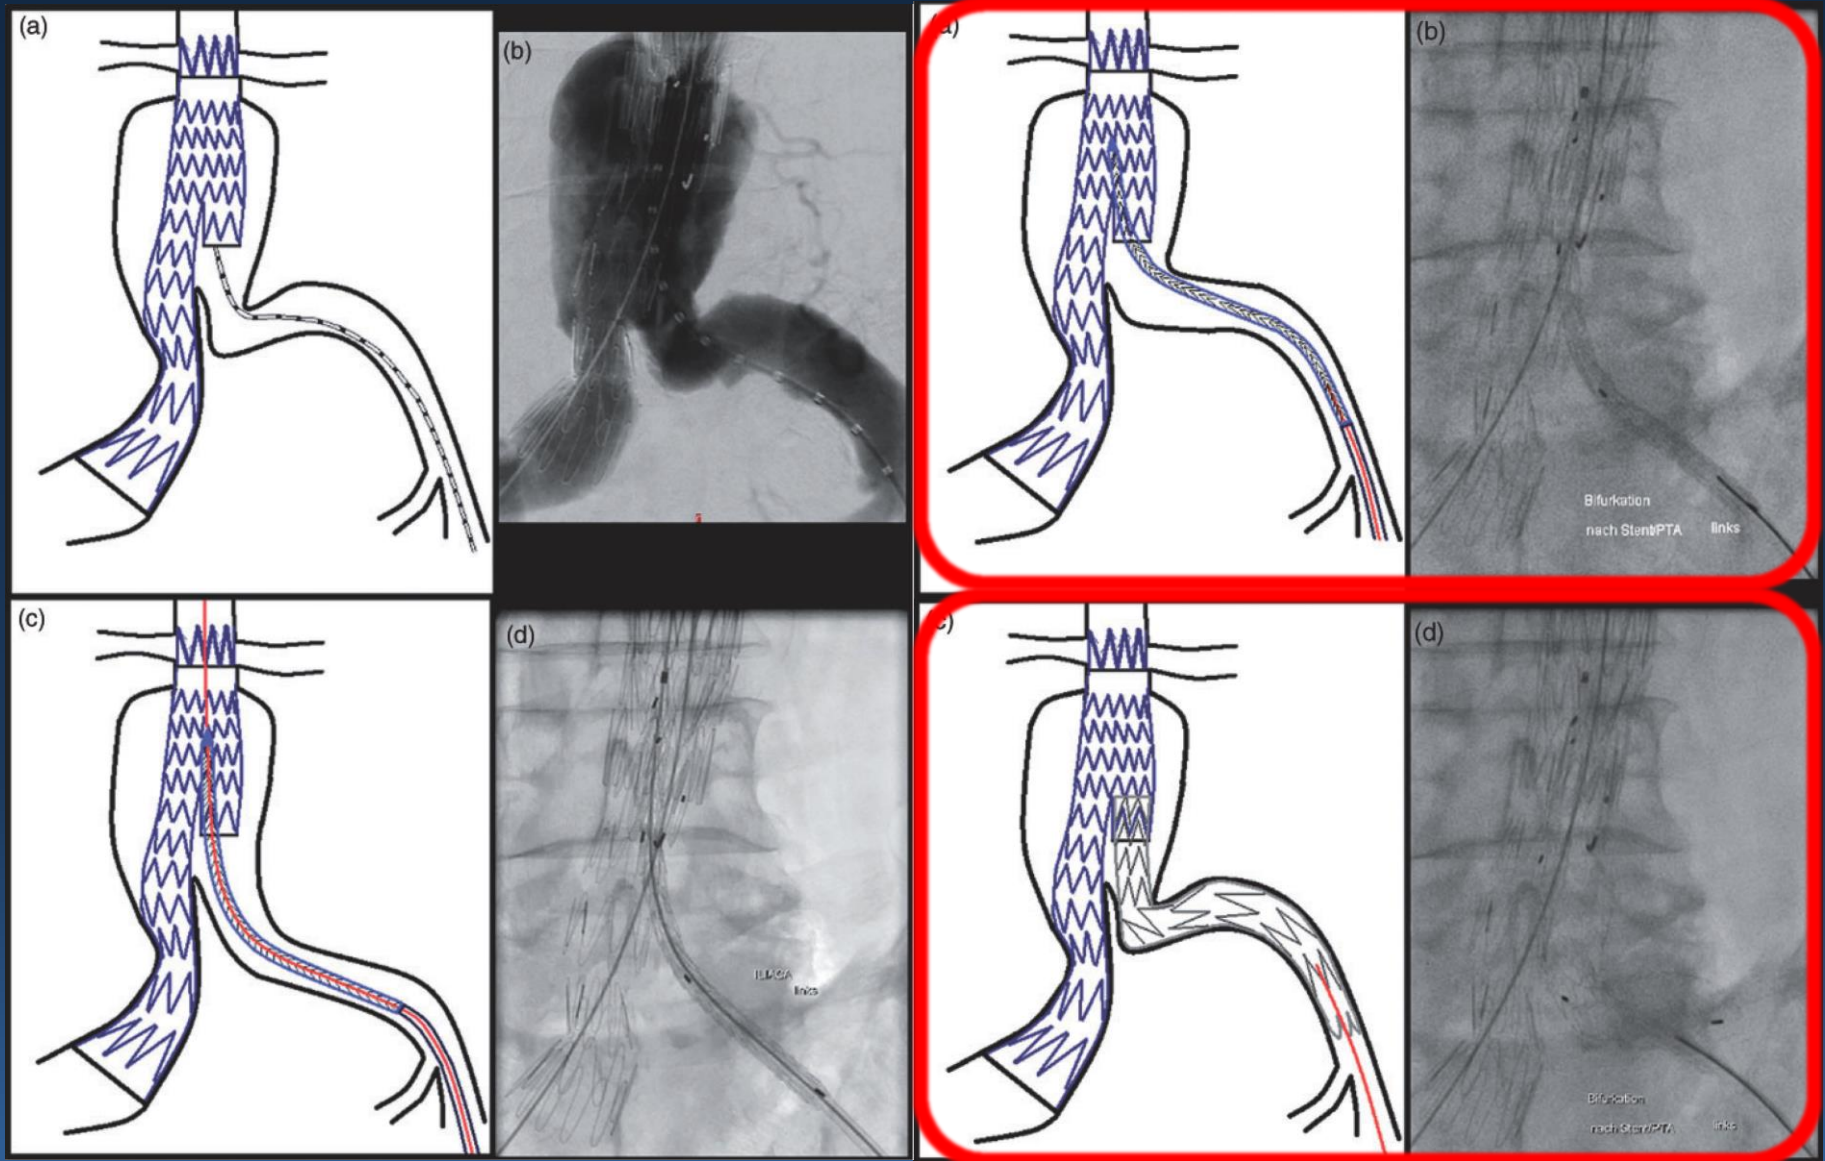 (a)
(b)
(c)
(d)
ILIACA
links
(a)
(b)
Bifurkation
nach Stent/PTA links
(c)
(d)
Bifurkation
nach Stent/PTA links